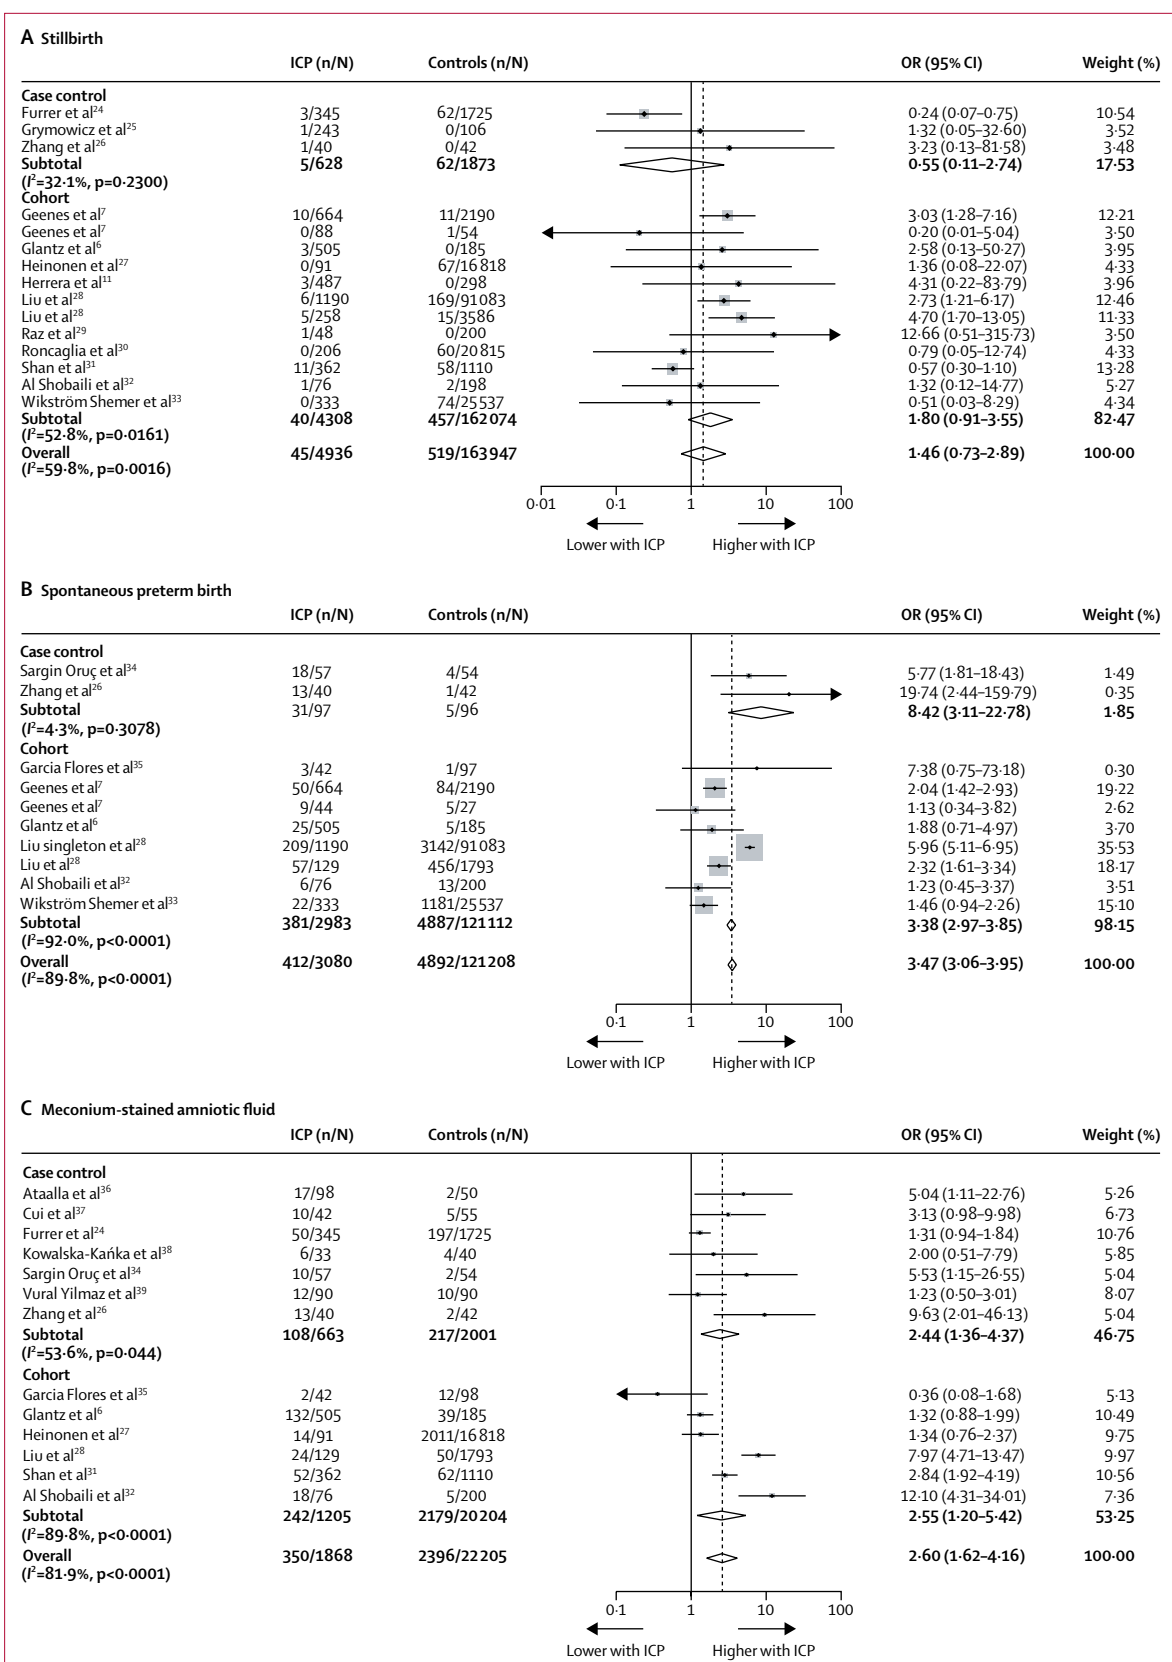 A Stillbirth
ICP (n/N) Controls (n/N) OR (95% CI) Weight (%)
Case control
Furrer et al24 3/345 62/1725 0·24 (0·07–0·75) 10·54
Grymowicz et al25 1/243 0/106 1·32 (0·05–32·60) 3·52
Zhang et al26 1/40 0/42 3·23 (0·13–81·58) 3·48
Subtotal 5/628 62/1873 0·55 (0·11–2·74) 17·53
(I2=32·1%, p=0·2300)
Cohort
Geenes et al7 10/664 11/2190 3·03 (1·28–7·16) 12·21
Geenes et al7 0/88 1/54 0·20 (0·01–5·04) 3·50
Glantz et al6 3/505 0/185 2·58 (0·13–50·27) 3·95
Heinonen et al27 0/91 67/16 818 1·36 (0·08–22·07) 4·33
Herrera et al11 3/487 0/298 4·31 (0·22–83·79) 3·96
Liu et al28 6/1190 169/91 083 2·73 (1·21–6·17) 12·46
Liu et al28 5/258 15/3586 4·70 (1·70–13·05) 11·33
Raz et al29 1/48 0/200 12·66 (0·51–315·73) 3·50
Roncaglia et al30 0/206 60/20 815 0·79 (0·05–12·74) 4·33
Shan et al31 11/362 58/1110 0·57 (0·30–1·10) 13·28
Al Shobaili et al32 1/76 2/198 1·32 (0·12–14·77) 5·27
Wikström Shemer et al33 0/333 74/25 537 0·51 (0·03–8·29) 4·34
Subtotal 40/4308 457/162 074 1·80 (0·91–3·55) 82·47
(I2=52·8%, p=0·0161)
Overall 45/4936 519/163 947 1·46 (0·73–2·89) 100·00
(I2=59·8%, p=0·0016)
0·01 0·1 1 10 100
Lower with ICP Higher with ICP
B Spontaneous preterm birth
ICP (n/N) Controls (n/N) OR (95% CI) Weight (%)
Case control
Sargin Oruç et al34 18/57 4/54 5·77 (1·81–18·43) 1·49
Zhang et al26 13/40 1/42 19·74 (2·44–159·79) 0·35
Subtotal 31/97 5/96 8·42 (3·11–22·78) 1·85
(I2=4·3%, p=0·3078)
Cohort
Garcia Flores et al35 3/42 1/97 7·38 (0·75–73·18) 0·30
Geenes et al7 50/664 84/2190 2·04 (1·42–2·93) 19·22
Geenes et al7 9/44 5/27 1·13 (0·34–3·82) 2·62
Glantz et al6 25/505 5/185 1·88 (0·71–4·97) 3·70
Liu singleton et al28 209/1190 3142/91 083 5·96 (5·11–6·95) 35·53
Liu et al28 57/129 456/1793 2·32 (1·61–3·34) 18·17
Al Shobaili et al32 6/76 13/200 1·23 (0·45–3·37) 3·51
Wikström Shemer et al33 22/333 1181/25 537 1·46 (0·94–2·26) 15·10
Subtotal 381/2983 4887/121 112 3·38 (2·97–3·85) 98·15
(I2=92·0%, p<0·0001)
Overall 412/3080 4892/121 208 3·47 (3·06–3·95) 100·00
(I2=89·8%, p<0·0001)
0·1 1 10 100
Lower with ICP Higher with ICP
C Meconium-stained amniotic fluid
ICP (n/N) Controls (n/N) OR (95% CI) Weight (%)
Case control
Ataalla et al36 17/98 2/50 5·04 (1·11–22·76) 5·26
Cui et al37 10/42 5/55 3·13 (0·98–9·98) 6·73
Furrer et al24 50/345 197/1725 1·31 (0·94–1·84) 10·76
Kowalska-Kańka et al38 6/33 4/40 2·00 (0·51–7·79) 5·85
Sargin Oruç et al34 10/57 2/54 5·53 (1·15–26·55) 5·04
Vural Yilmaz et al39 12/90 10/90 1·23 (0·50–3·01) 8·07
Zhang et al26 13/40 2/42 9·63 (2·01–46·13) 5·04
Subtotal 108/663 217/2001 2·44 (1·36–4·37) 46·75
(I2=53·6%, p=0·044)
Cohort
Garcia Flores et al35 2/42 12/98 0·36 (0·08–1·68) 5·13
Glantz et al6 132/505 39/185 1·32 (0·88–1·99) 10·49
Heinonen et al27 14/91 2011/16 818 1·34 (0·76–2·37) 9·75
Liu et al28 24/129 50/1793 7·97 (4·71–13·47) 9·97
Shan et al31 52/362 62/1110 2·84 (1·92–4·19) 10·56
Al Shobaili et al32 18/76 5/200 12·10 (4·31–34·01) 7·36
Subtotal 242/1205 2179/20 204 2·55 (1·20–5·42) 53·25
(I2=89·8%, p<0·0001)
Overall 350/1868 2396/22 205 2·60 (1·62–4·16) 100·00
(I2=81·9%, p<0·0001)
0·1 1 10 100
Lower with ICP Higher with ICP